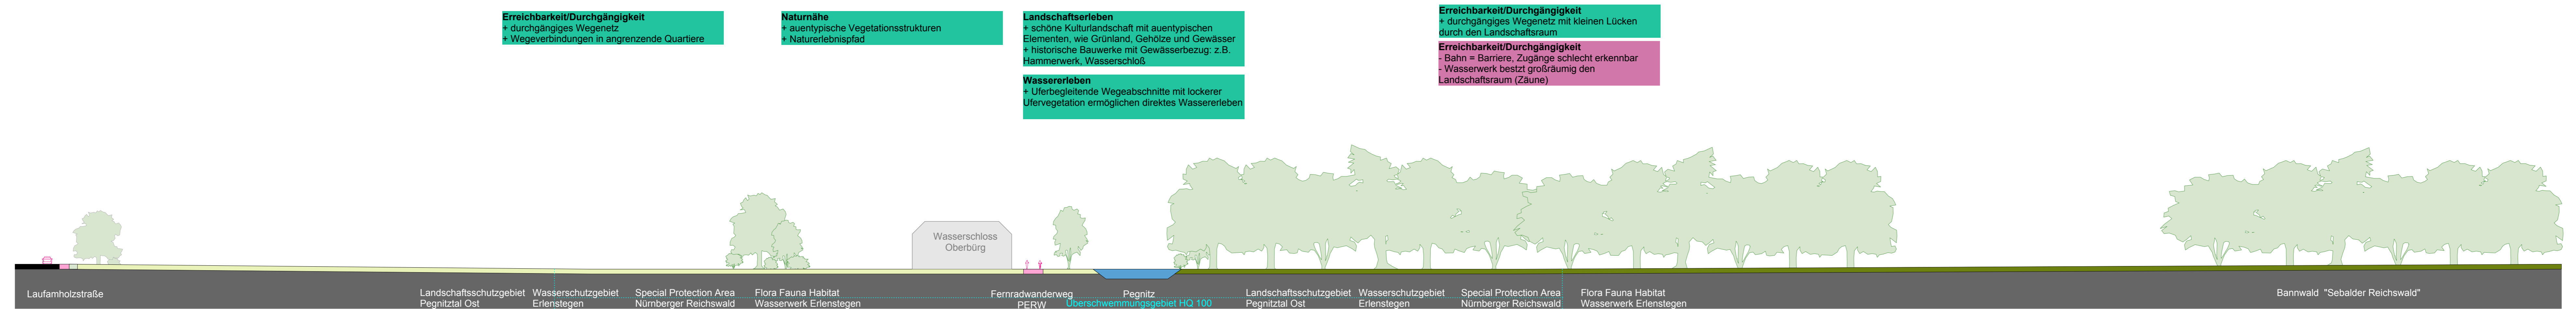 Erreichbarkeit/Durchgängigkeit
+ durchgängiges Wegenetz
+ Wegeverbindungen in angrenzende Quartiere
Naturnähe
+ auentypische Vegetationsstrukturen
+ Naturerlebnispfad
Landschaftserleben
+ schöne Kulturlandschaft mit auentypischen
Elementen, wie Grünland, Gehölze und Gewässer
+ historische Bauwerke mit Gewässerbezug: z.B.
Hammerwerk, Wasserschloß
Wassererleben
+ Uferbegleitende Wegeabschnitte mit lockerer
Ufervegetation ermöglichen direktes Wassererleben
Erreichbarkeit/Durchgängigkeit
+ durchgängiges Wegenetz mit kleinen Lücken
durch den Landschaftsraum
Erreichbarkeit/Durchgängigkeit
- Bahn = Barriere, Zugänge schlecht erkennbar
- Wasserwerk bestzt großräumig den
Landschaftsraum (Zäune)
Wasserschloss
Oberbürg
Laufamholzstraße
Landschaftsschutzgebiet
Pegnitztal Ost
Wasserschutzgebiet
Erlenstegen
Special Protection Area
Nürnberger Reichswald
Flora Fauna Habitat
Wasserwerk Erlenstegen
Fernradwanderweg
PERW
Pegnitz
Überschwemmungsgebiet HQ 100
Landschaftsschutzgebiet
Pegnitztal Ost
Wasserschutzgebiet
Erlenstegen
Special Protection Area
Nürnberger Reichswald
Flora Fauna Habitat
Wasserwerk Erlenstegen
Bannwald "Sebalder Reichswald"